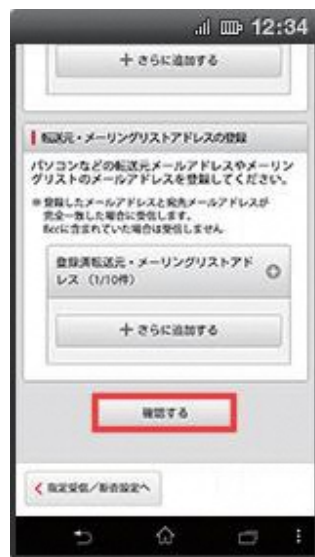 12:34
＋ さらに追加する
転送元・メーリングリストアドレスの登録
パソコンなどの転送元メールアドレスやメーリン
グリストのメールアドレスを登録してください。
※登録したメールアドレスと宛先メールアドレスが
完全一致した場合に受信します。
Bccに含まれていた場合は受信しません
登録済転送元・メーリングリストアド
レス （1/10件）
＋ さらに追加する
確認する
指定受信／拒否設定へ